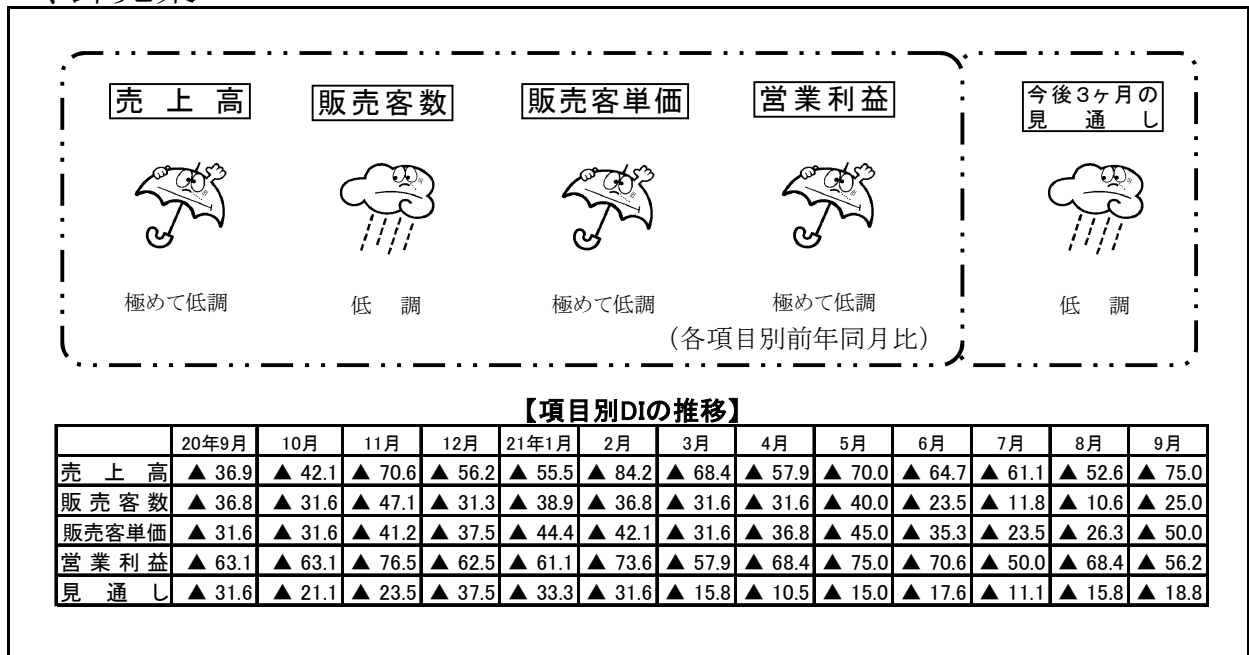 売上高 販売客数 販売客単価 営業利益 今後3ヶ月の
見通し
極めて低調 低調 極めて低調 極めて低調 低調
（各項目別前年同月比）
【項目別DIの推移】
20年9月 10月 11月 12月 21年1月 2月 3月 4月 5月 6月 7月 8月 9月
売上高 ▲ 36.9 ▲ 42.1 ▲ 70.6 ▲ 56.2 ▲ 55.5 ▲ 84.2 ▲ 68.4 ▲ 57.9 ▲ 70.0 ▲ 64.7 ▲ 61.1 ▲ 52.6 ▲ 75.0
販売客数 ▲ 36.8 ▲ 31.6 ▲ 47.1 ▲ 31.3 ▲ 38.9 ▲ 36.8 ▲ 31.6 ▲ 31.6 ▲ 40.0 ▲ 23.5 ▲ 11.8 ▲ 10.6 ▲ 25.0
販売客単価 ▲ 31.6 ▲ 31.6 ▲ 41.2 ▲ 37.5 ▲ 44.4 ▲ 42.1 ▲ 31.6 ▲ 36.8 ▲ 45.0 ▲ 35.3 ▲ 23.5 ▲ 26.3 ▲ 50.0
営業利益 ▲ 63.1 ▲ 63.1 ▲ 76.5 ▲ 62.5 ▲ 61.1 ▲ 73.6 ▲ 57.9 ▲ 68.4 ▲ 75.0 ▲ 70.6 ▲ 50.0 ▲ 68.4 ▲ 56.2
見通し ▲ 31.6 ▲ 21.1 ▲ 23.5 ▲ 37.5 ▲ 33.3 ▲ 31.6 ▲ 15.8 ▲ 10.5 ▲ 15.0 ▲ 17.6 ▲ 11.1 ▲ 15.8 ▲ 18.8